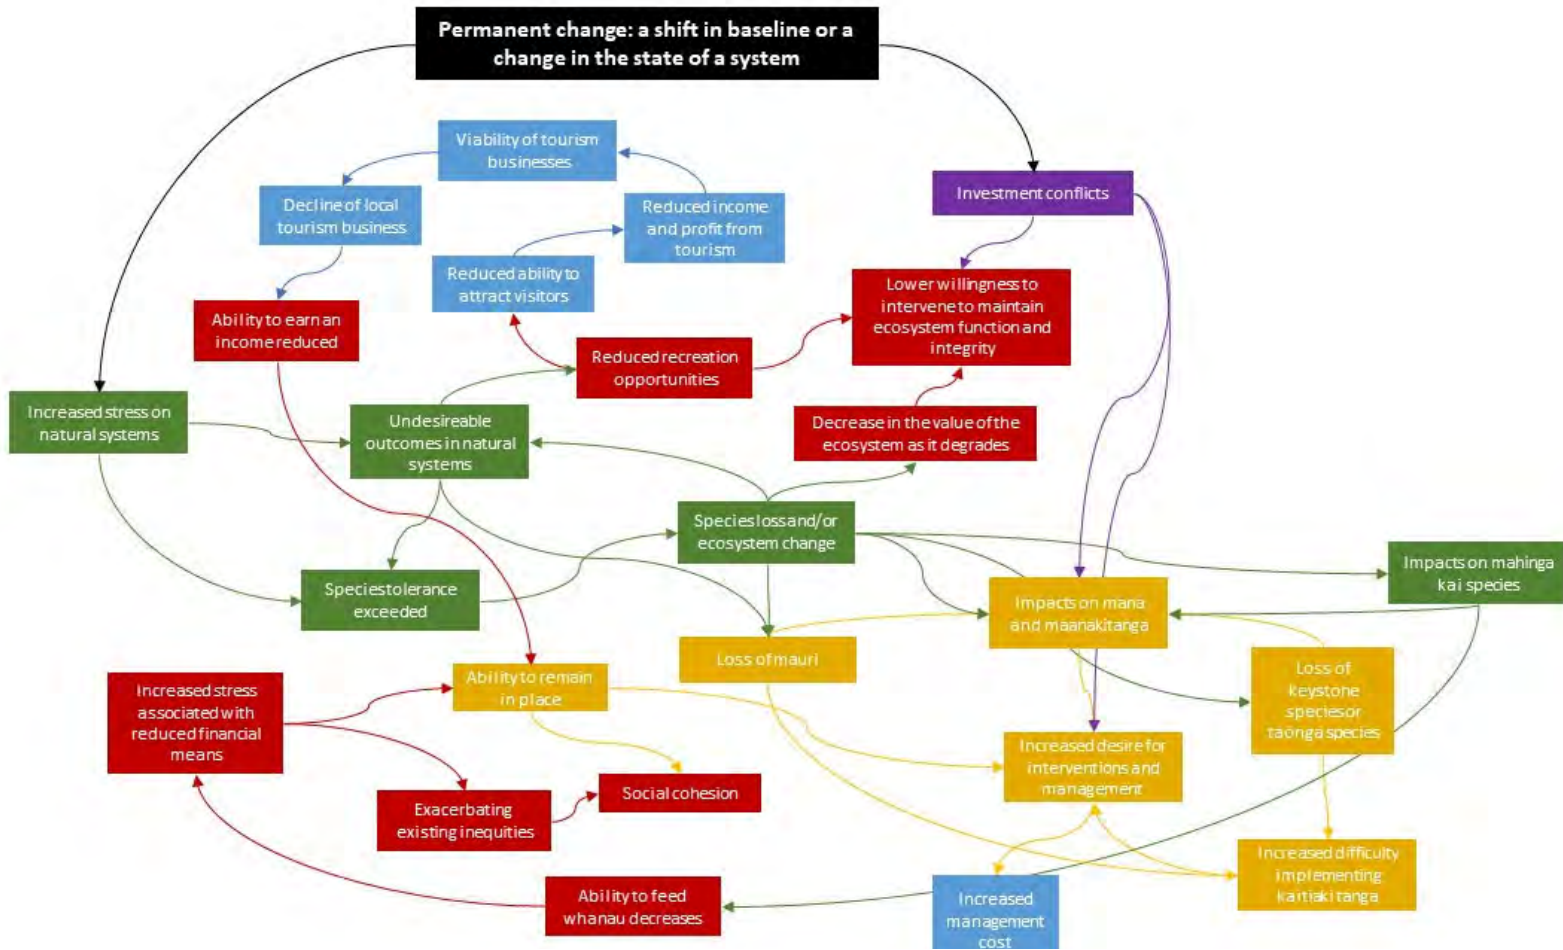 Permanent change: a shift in baseline or a
change in the state of a system
Viability of tourism
businesses
Investment conflicts
Decline of local
tourism business
Reduced income
and profit from
tourism
Reduced ability to
attract visitors
Lower willingness to
intervene to maintain
ecosystem function and
integrity
Ability to earn an
income reduced
Reduced recreation
opportunities
Increased stress on
natural systems
Undesireable
outcomes in natural
systems
Decrease in the value of the
ecosystem as it degrades
Species loss and/or
ecosystem change
Impacts on mahinga
kai species
Species tolerance
exceeded
Impacts on mana
and maanakitanga
Loss of mauri
Loss of
keystone
species or
taonga species
Ability to remain
in place
Increased stress
associated with
reduced financial
means
Increased desire for
interventions and
management
Social cohesion
Exacerbating
existing inequities
Increased difficulty
implementing
kaitiakitanga
Ability to feed
whanau decreases
Increased
management
cost